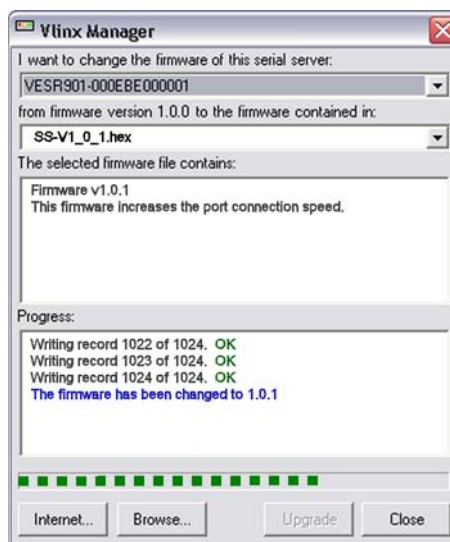 Vlinx Manager
I want to change the firmware of this serial server:
VESR901-000EBE000001
from firmware version 1.0.0 to the firmware contained in:
SS-V1_0_1.hex
The selected firmware file contains:
Firmware v1.0.1
This firmware increases the port connection speed.
Progress:
Writing record 1022 of 1024. OK
Writing record 1023 of 1024. OK
Writing record 1024 of 1024. OK
The firmware has been changed to 1.0.1
Internet... Browse... Upgrade Close